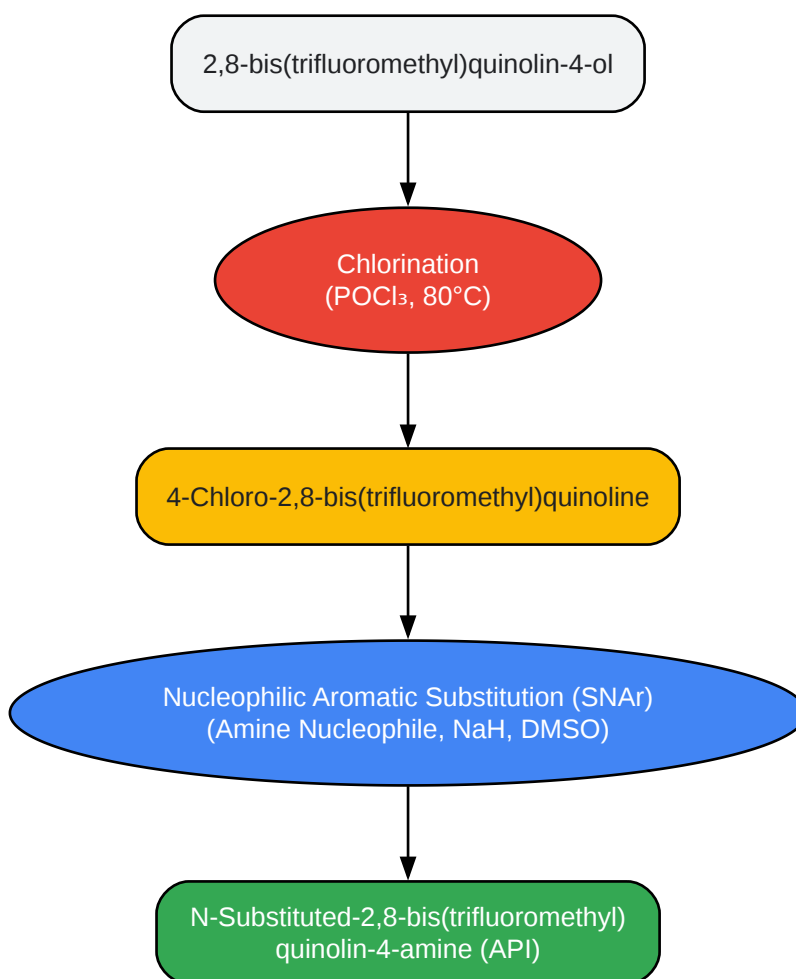 2,8-bis(trifluoromethyl)quinolin-4-ol
Chlorination
(POCl₃, 80°C)
4-Chloro-2,8-bis(trifluoromethyl)quinoline
Nucleophilic Aromatic Substitution (SNAr)
(Amine Nucleophile, NaH, DMSO)
N-Substituted-2,8-bis(trifluoromethyl)
quinolin-4-amine (API)